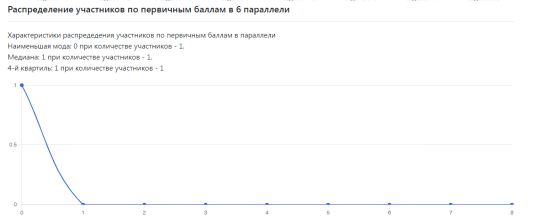 Распределение участников по первичным баллам в 6 параллели
Характеристики распредедения участников по первичным баллам в параллели
Наименьшая мода: 0 при количестве участников - 1.
Медиана: 1 при количестве участников - 1.
4-й квартиль: 1 при количестве участников - 1
1
0.5
0
0 1 2 3 4 5 6 7 8